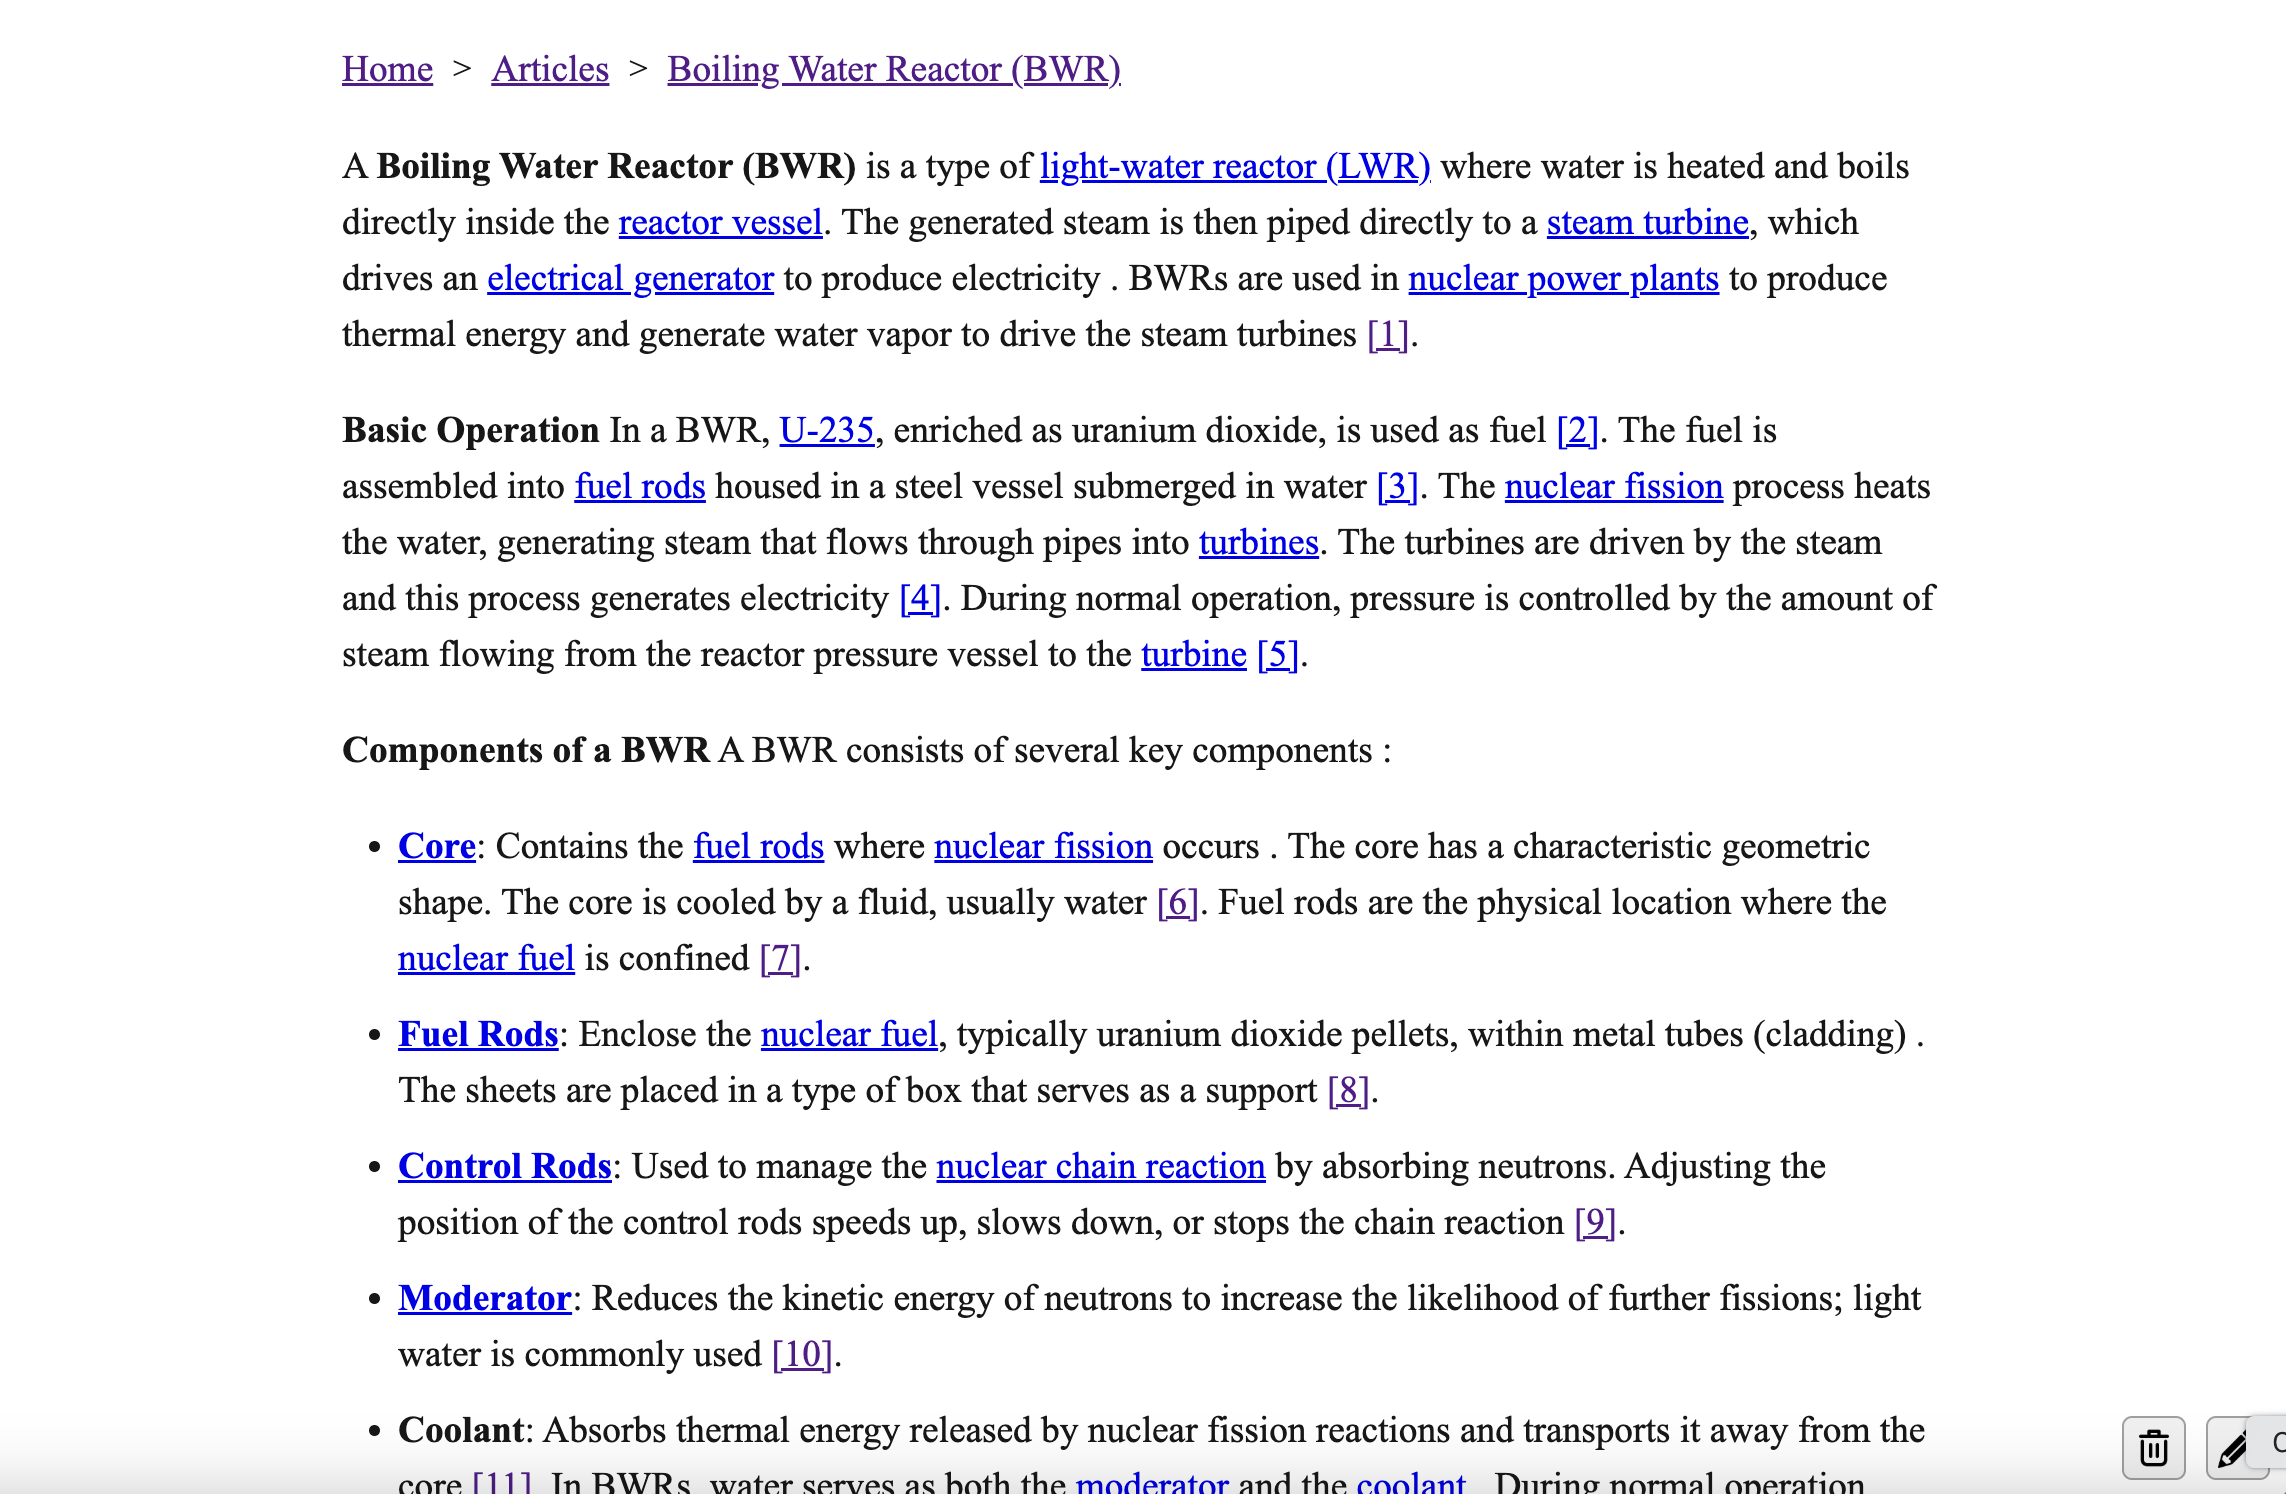 Home > Articles > Boiling Water Reactor (BWR)
A Boiling Water Reactor (BWR) is a type of light-water reactor (LWR) where water is heated and boils
directly inside the reactor vessel. The generated steam is then piped directly to a steam turbine, which
drives an electrical generator to produce electricity . BWRs are used in nuclear power plants to produce
thermal energy and generate water vapor to drive the steam turbines [1].
Basic Operation In a BWR, U-235, enriched as uranium dioxide, is used as fuel [2]. The fuel is
assembled into fuel rods housed in a steel vessel submerged in water [3]. The nuclear fission process heats
the water, generating steam that flows through pipes into turbines. The turbines are driven by the steam
and this process generates electricity [4]. During normal operation, pressure is controlled by the amount of
steam flowing from the reactor pressure vessel to the turbine [5].
Components of a BWR A BWR consists of several key components :
• Core: Contains the fuel rods where nuclear fission occurs . The core has a characteristic geometric
shape. The core is cooled by a fluid, usually water [6]. Fuel rods are the physical location where the
nuclear fuel is confined [7].
• Fuel Rods: Enclose the nuclear fuel, typically uranium dioxide pellets, within metal tubes (cladding) .
The sheets are placed in a type of box that serves as a support [8].
• Control Rods: Used to manage the nuclear chain reaction by absorbing neutrons. Adjusting the
position of the control rods speeds up, slows down, or stops the chain reaction [9].
• Moderator: Reduces the kinetic energy of neutrons to increase the likelihood of further fissions; light
water is commonly used [10].
• Coolant: Absorbs thermal energy released by nuclear fission reactions and transports it away from the
core [11]. In BWRs, water serves as both the moderator and the coolant . During normal operation